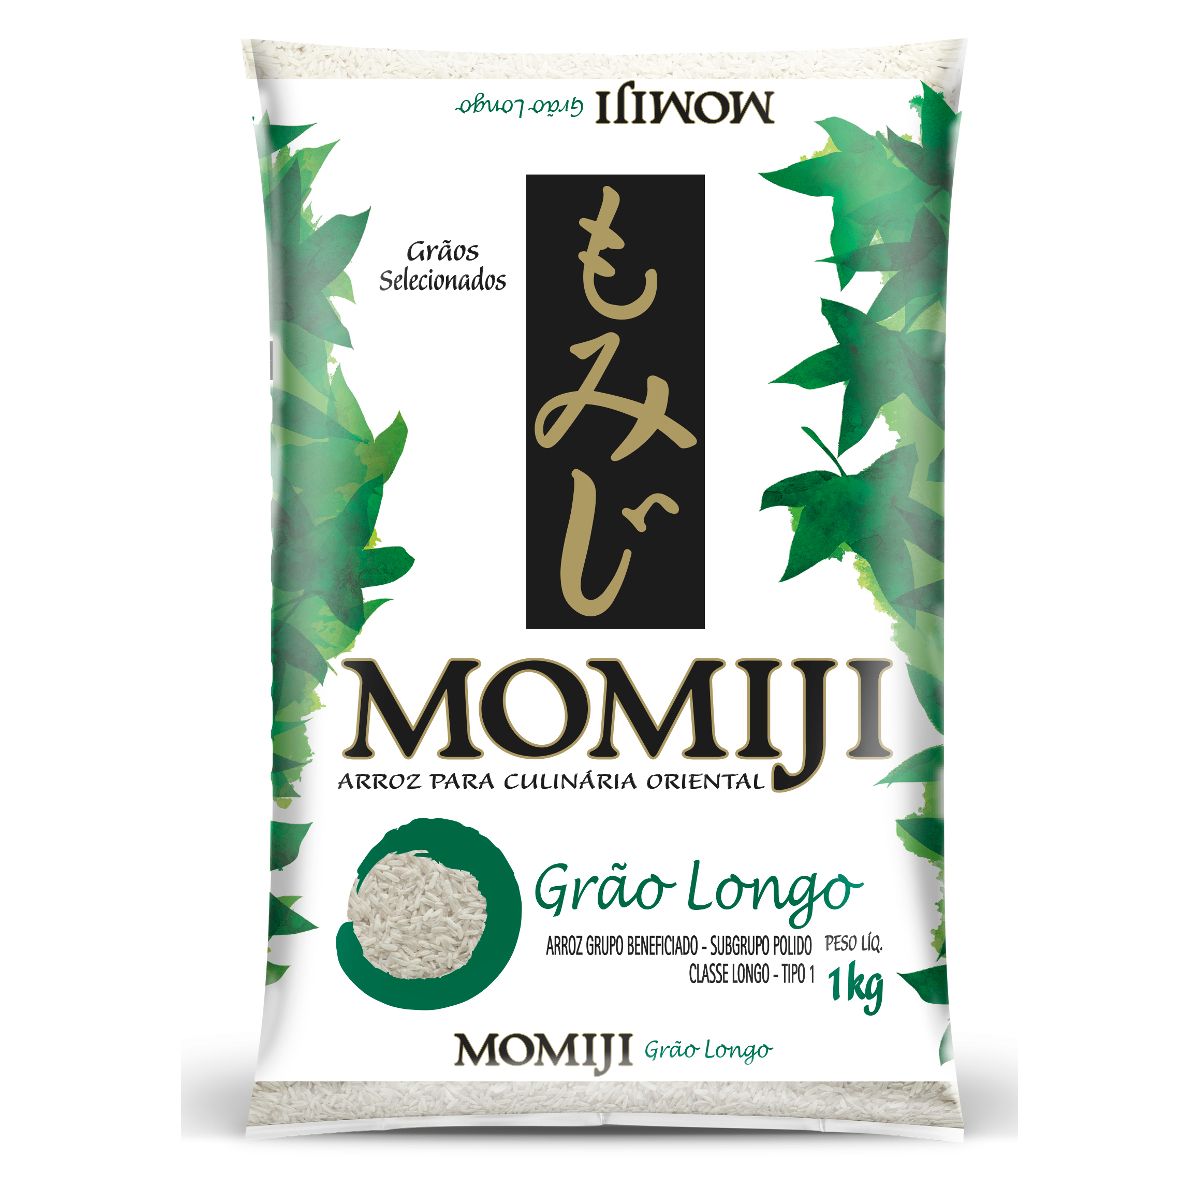 MOMIJI Grão Longo
Grãos
Selecionados
もみじ
MOMIJI
ARROZ PARA CULINÁRIA ORIENTAL
Grão Longo
ARROZ GRUPO BENEFICIADO - SUBGRUPO POLIDO
CLASSE LONGO - TIPO 1
PESO LÍQ.
1kg
MOMIJI Grão Longo